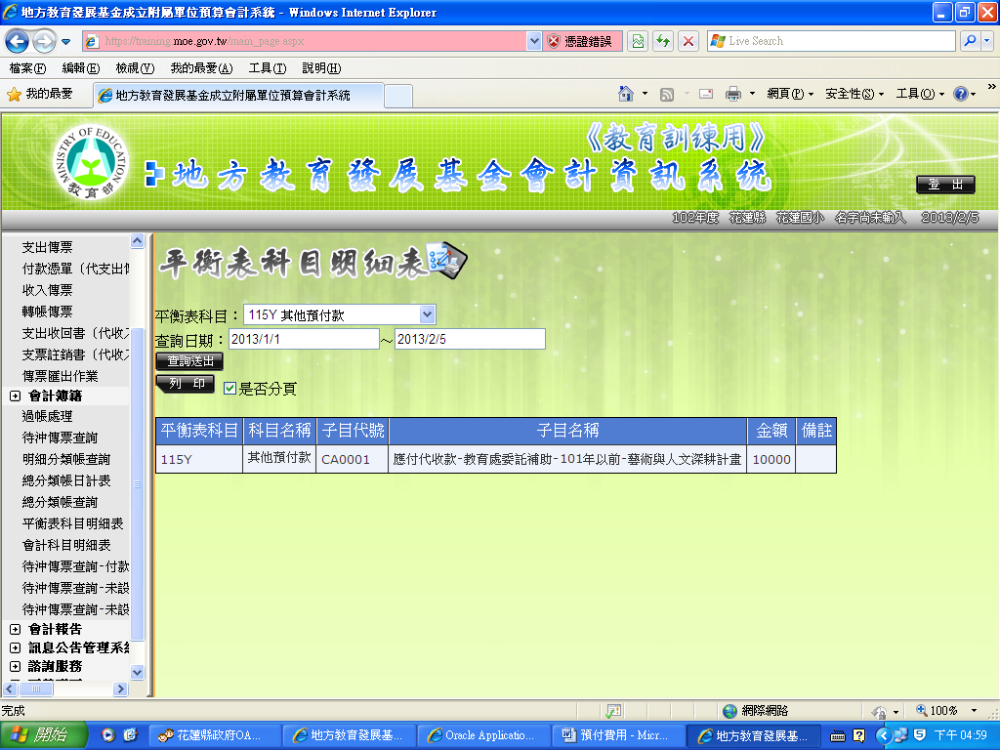 地方教育發展基金成立附屬單位預算會計系統 - Windows Internet Explorer
https://training.moe.gov.tw/main_page.aspx
憑證錯誤
Live Search
檔案(F) 編輯(E) 檢視(V) 我的最愛(A) 工具(T) 說明(H)
我的最愛
地方教育發展基金成立附屬單位預算會計系統
網頁(P) 安全性(S) 工具(O) »
MINISTRY OF EDUCATION
教育部
《教育訓練用》
地方教育發展基金會計資訊系統
登 出
102年度 花蓮縣 花蓮國小 名字尚未輸入 2013/2/5
支出傳票
付款憑單〔代支出傳
收入傳票
轉帳傳票
支出收回書〔代收入
支票註銷書〔代收入
傳票匯出作業
會計簿籍
過帳處理
待沖傳票查詢
明細分類帳查詢
總分類帳日計表
總分類帳查詢
平衡表科目明細表
會計科目明細表
待沖傳票查詢-付款
待沖傳票查詢-未設
待沖傳票查詢-未設
會計報告
訊息公告管理系統
諮詢服務
平衡表科目明細表
平衡表科目： 115Y 其他預付款
查詢日期： 2013/1/1 ～ 2013/2/5
查詢送出
列 印 是否分頁
平衡表科目 科目名稱 子目代號 子目名稱 金額 備註
115Y 其他預付款 CA0001 應付代收款-教育處委託補助-101年以前-藝術與人文深耕計畫 10000
完成 網際網路 100%
開始 花蓮縣政府OA... 地方教育發展基... Oracle Applicatio... 預付費用 - Micr... 地方教育發展基... 下午 04:59